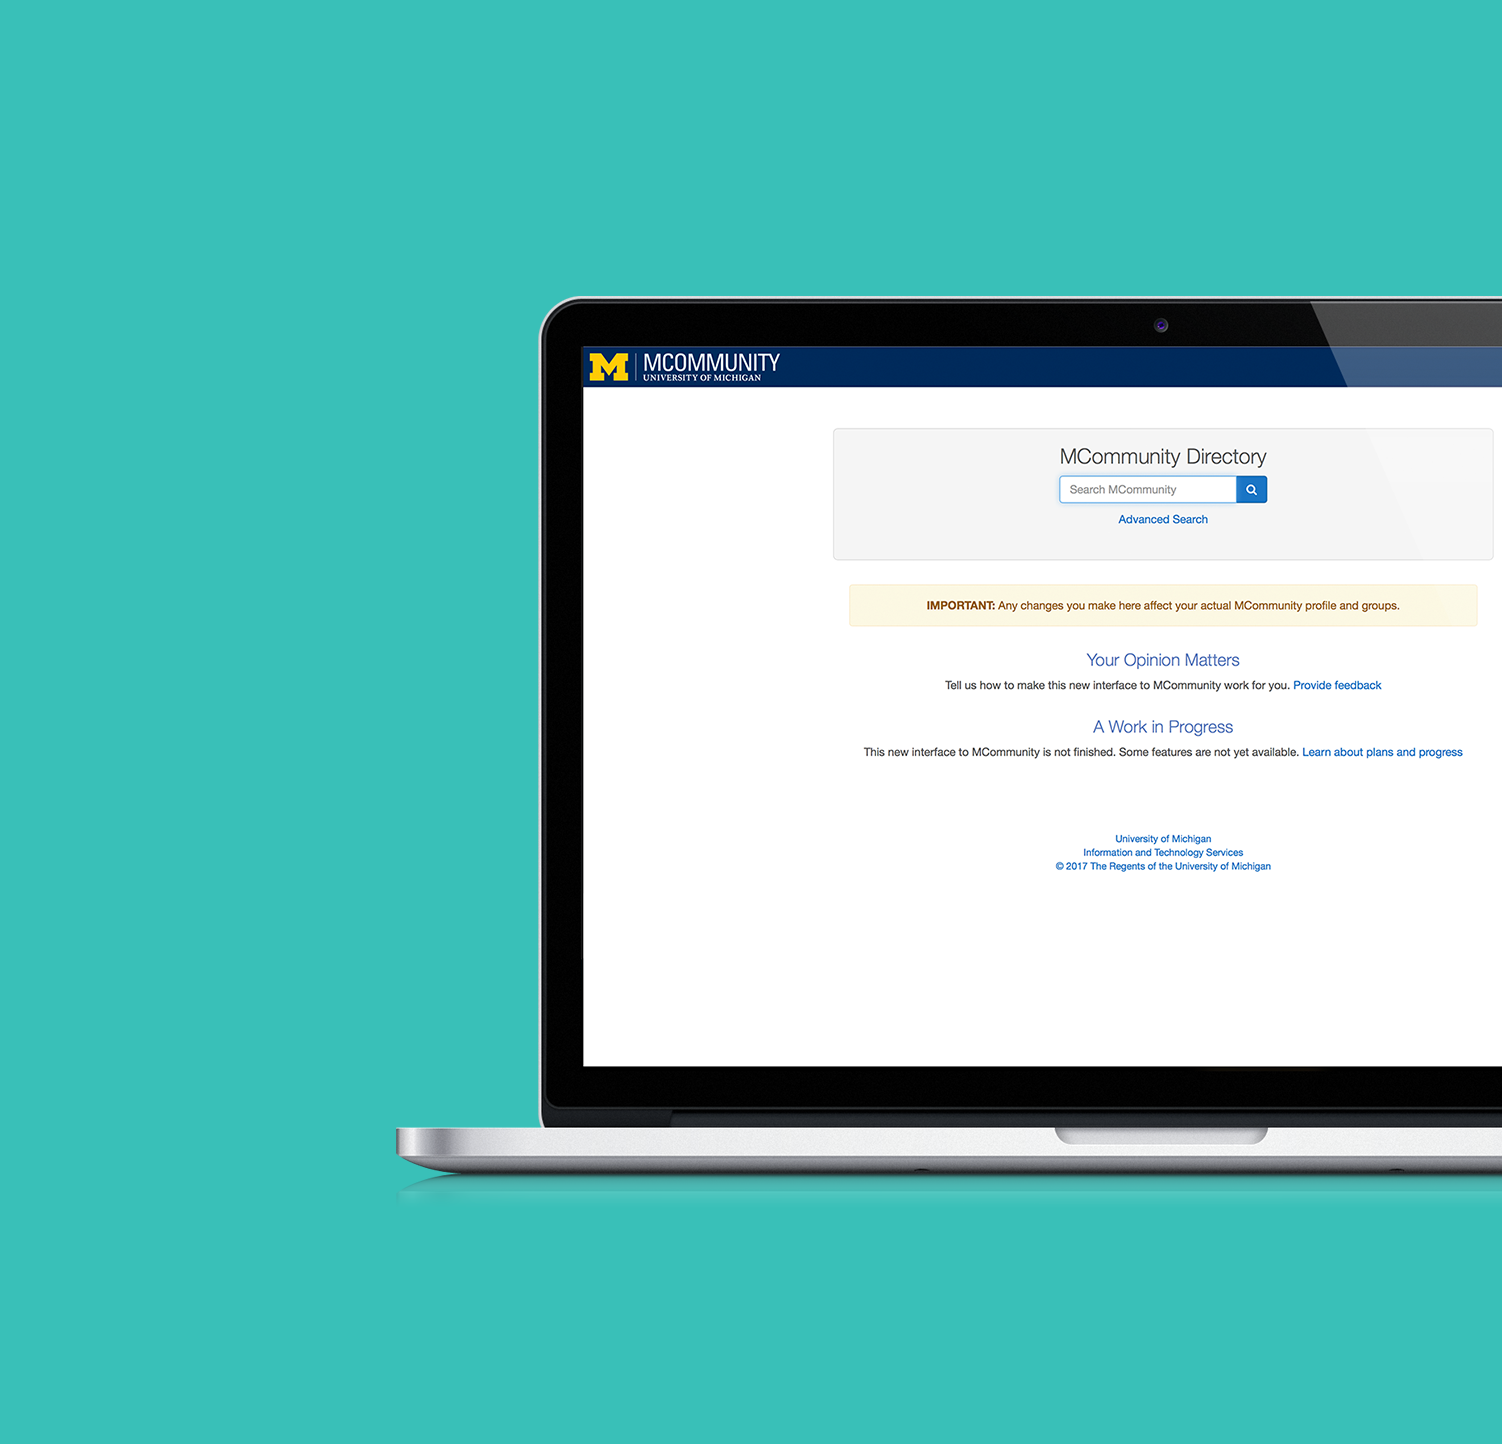 M
MCOMMUNITY
UNIVERSITY OF MICHIGAN
MCommunity Directory
Search MCommunity
Advanced Search
IMPORTANT: Any changes you make here affect your actual MCommunity profile and groups.
Your Opinion Matters
Tell us how to make this new interface to MCommunity work for you. Provide feedback
A Work in Progress
This new interface to MCommunity is not finished. Some features are not yet available. Learn about plans and progress
University of Michigan
Information and Technology Services
© 2017 The Regents of the University of Michigan